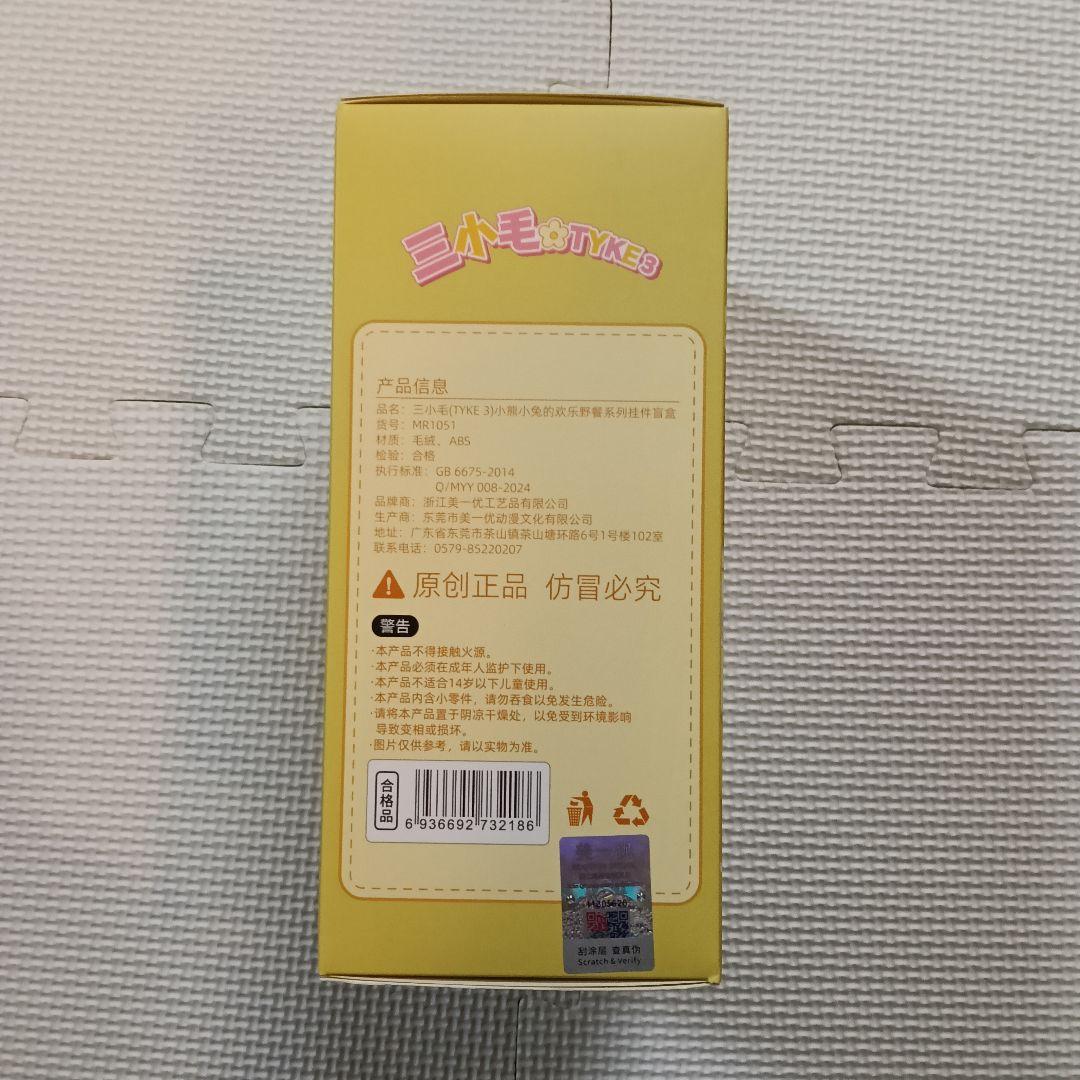 三小毛TYKE 3
产品信息
品名：三小毛(TYKE 3)小熊小兔的欢乐野餐系列挂件盲盒
货号：MR1051
材质：毛绒、ABS
检验：合格
执行标准：GB 6675-2014
Q/MYY 008-2024
品牌商：浙江美一优工艺品有限公司
生产商：东莞市美一优动漫文化有限公司
地址：广东省东莞市茶山镇茶山塘环路6号1号楼102室
联系电话：0579-85220207
原创正品 仿冒必究
警告
·本产品不得接触火源。
·本产品必须在成年人监护下使用。
·本产品不适合14岁以下儿童使用。
·本产品内含小零件，请勿吞食以免发生危险。
·请将本产品置于阴凉干燥处，以免受到环境影响
导致变相或损坏。
·图片仅供参考，请以实物为准。
合格品
6 936692 732186
刮涂层 查真伪
Scratch & Verify